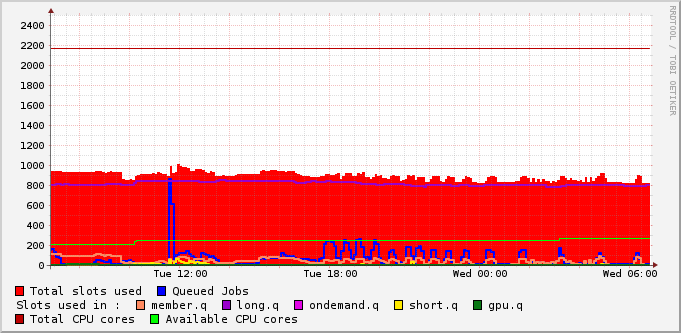 RRDTOOL / TOBI OETIKER
2400
2200
2000
1800
1600
1400
1200
1000
800
600
400
200
0
Tue 12:00 Tue 18:00 Wed 00:00 Wed 06:00
Total slots used Queued Jobs
Slots used in : member.q long.q ondemand.q short.q gpu.q
Total CPU cores Available CPU cores